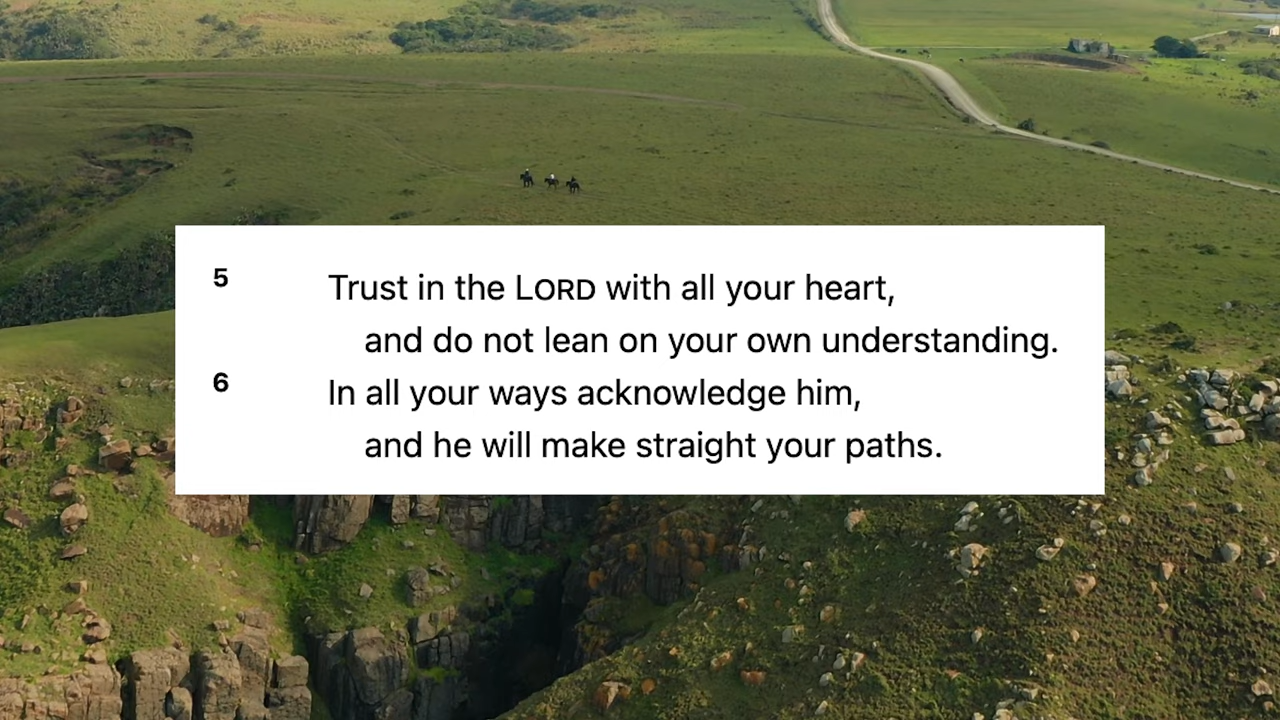 5 Trust in the LORD with all your heart,
and do not lean on your own understanding.
6 In all your ways acknowledge him,
and he will make straight your paths.